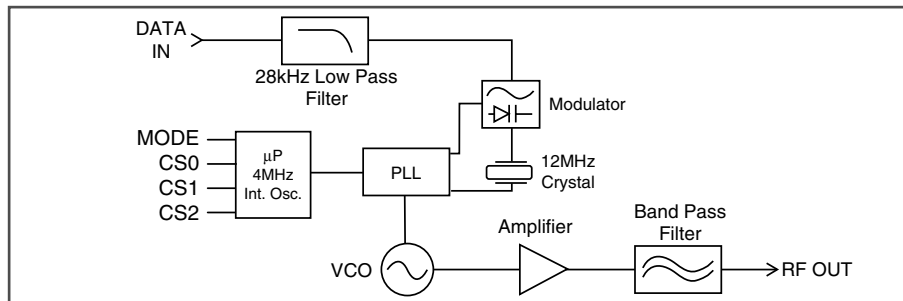 DATA
IN
28kHz Low Pass
Filter
Modulator
MODE
CS0
CS1
CS2
µP
4MHz
Int. Osc.
PLL
12MHz
Crystal
Amplifier
Band Pass
Filter
VCO
RF OUT